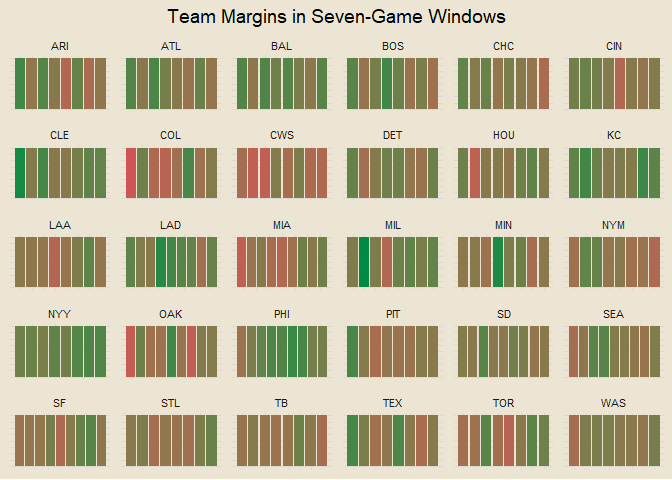 Team Margins in Seven-Game Windows
ARI ATL BAL BOS CHC CIN
CLE COL CWS DET HOU KC
LAA LAD MIA MIL MIN NYM
NYY OAK PHI PIT SD SEA
SF STL TB TEX TOR WAS